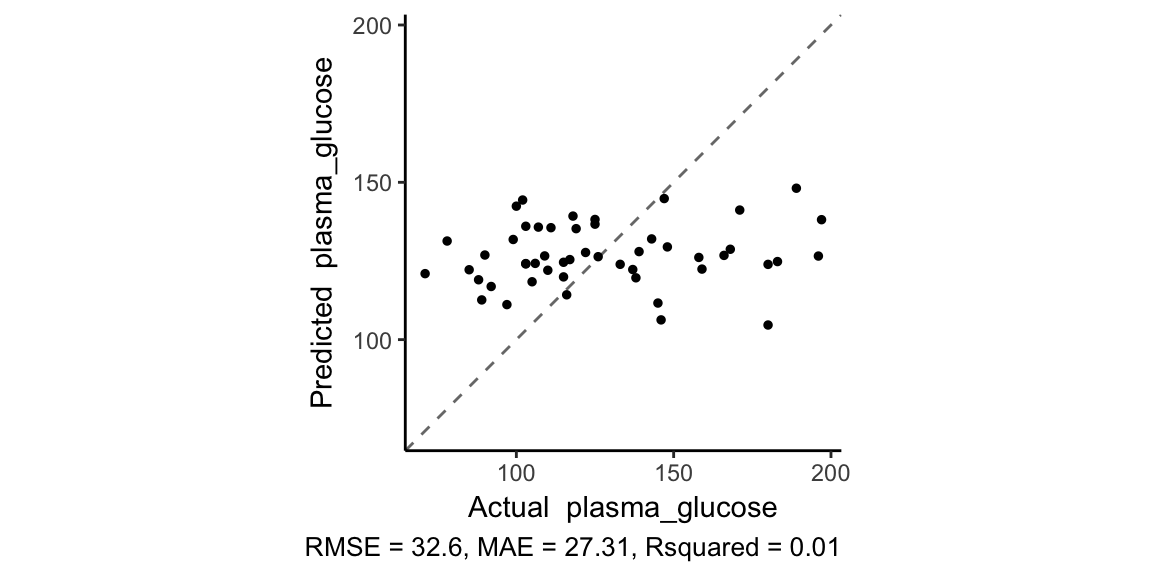 200
150
100
Predicted plasma_glucose
100 150 200
Actual plasma_glucose
RMSE = 32.6, MAE = 27.31, Rsquared = 0.01